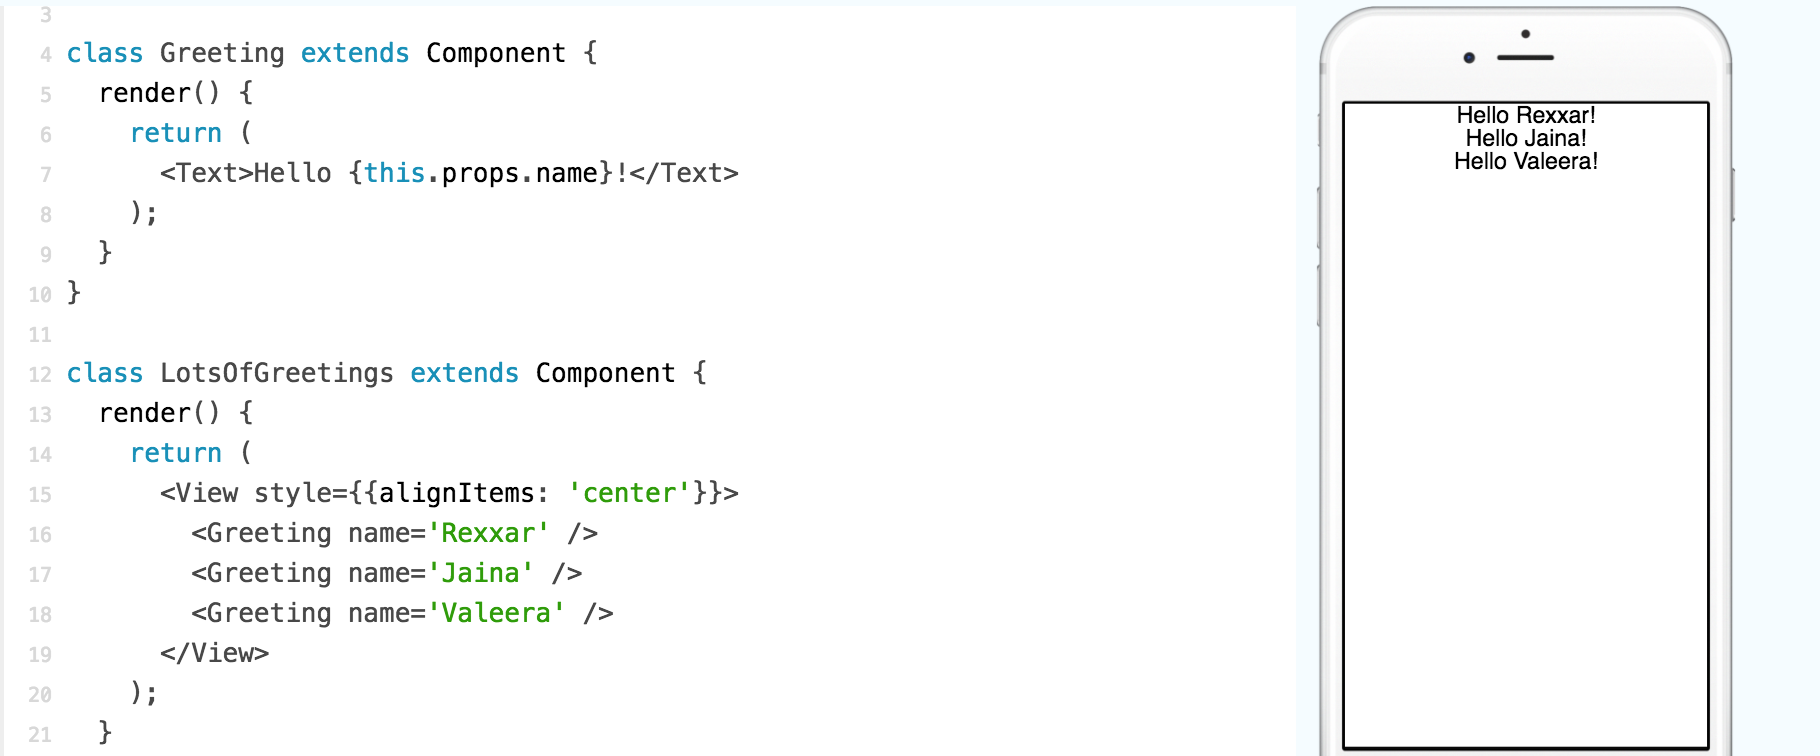 3
4 class Greeting extends Component {
5   render() {
6     return (
7       <Text>Hello {this.props.name}!</Text>
8     );
9   }
10 }
11
12 class LotsOfGreetings extends Component {
13   render() {
14     return (
15       <View style={{alignItems: 'center'}}>
16         <Greeting name='Rexxar' />
17         <Greeting name='Jaina' />
18         <Greeting name='Valeera' />
19       </View>
20     );
21   }
Hello Rexxar!
Hello Jaina!
Hello Valeera!